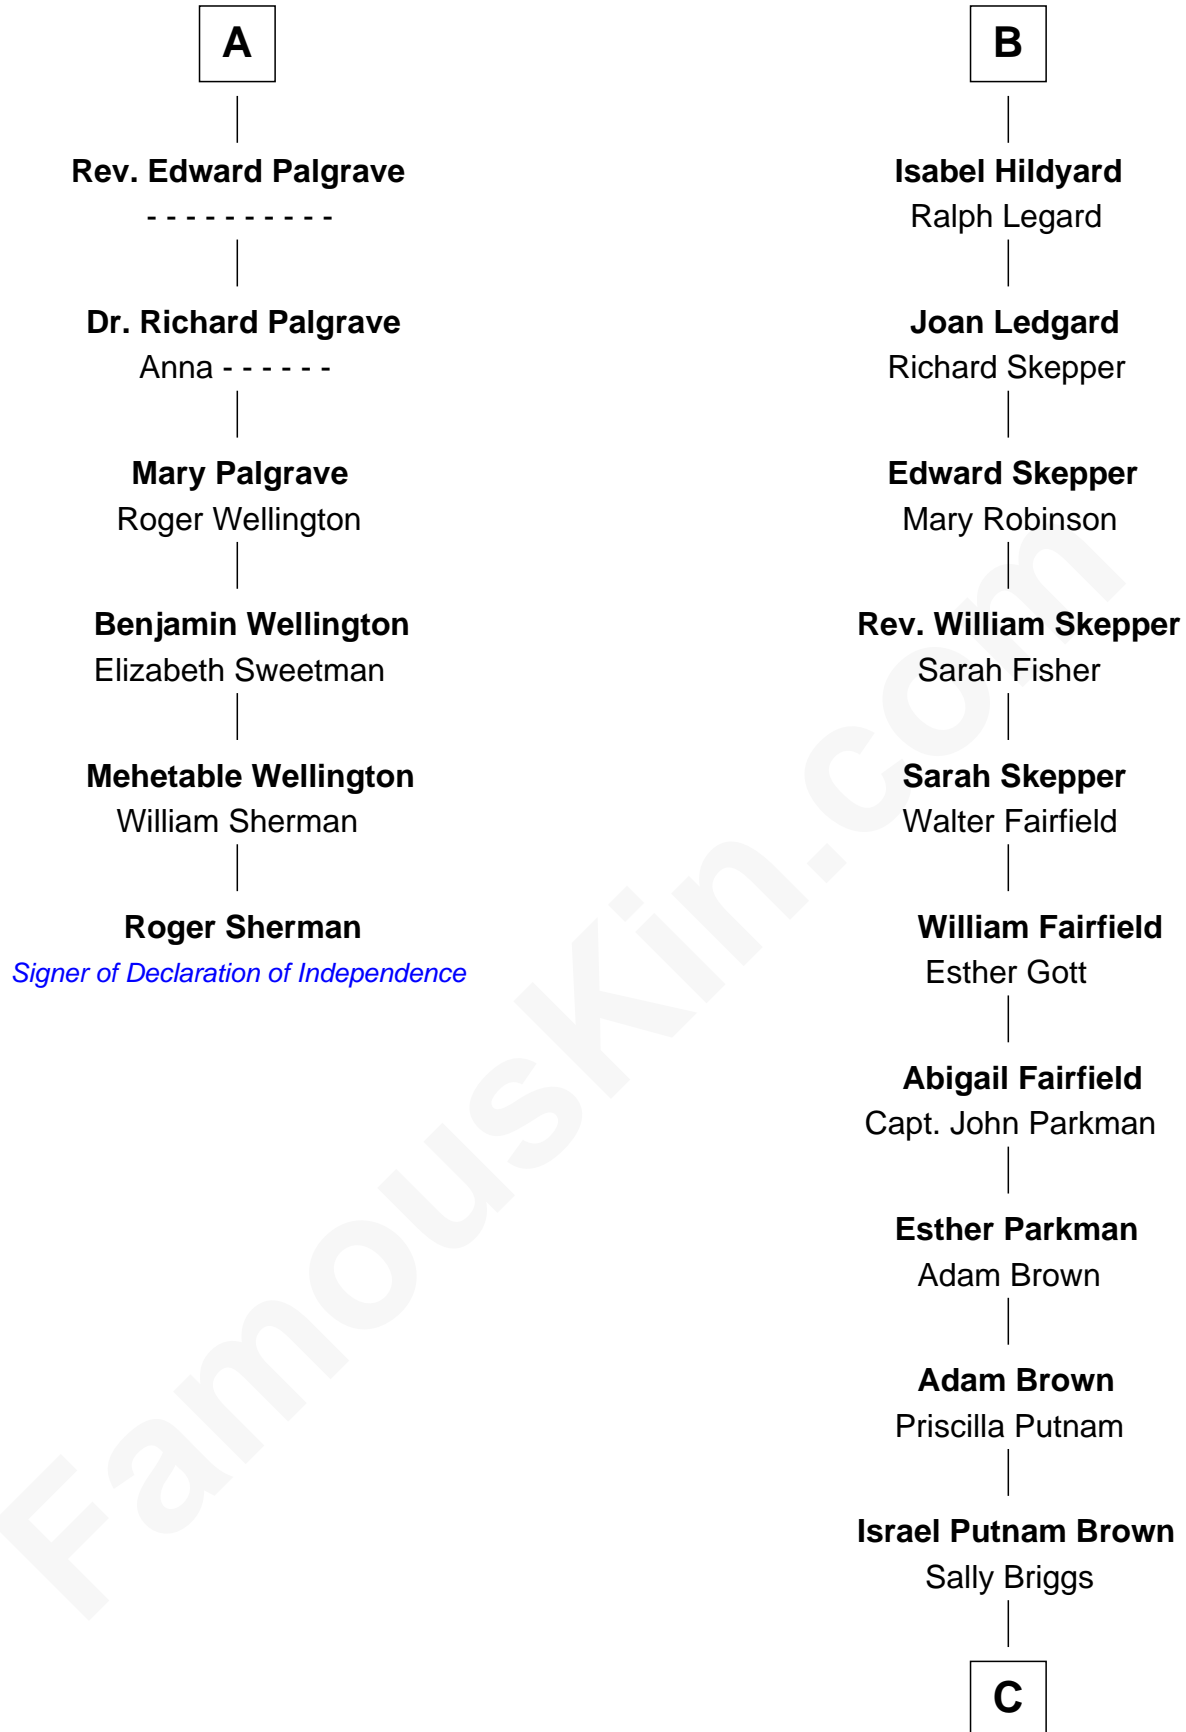 A
Rev. Edward Palgrave
- - - - - - - - - -
Dr. Richard Palgrave
Anna - - - - - -
Mary Palgrave
Roger Wellington
Benjamin Wellington
Elizabeth Sweetman
Mehetable Wellington
William Sherman
Roger Sherman
Signer of Declaration of Independence
B
Isabel Hildyard
Ralph Legard
Joan Ledgard
Richard Skepper
Edward Skepper
Mary Robinson
Rev. William Skepper
Sarah Fisher
Sarah Skepper
Walter Fairfield
William Fairfield
Esther Gott
Abigail Fairfield
Capt. John Parkman
Esther Parkman
Adam Brown
Adam Brown
Priscilla Putnam
Israel Putnam Brown
Sally Briggs
C
FamousKin.com